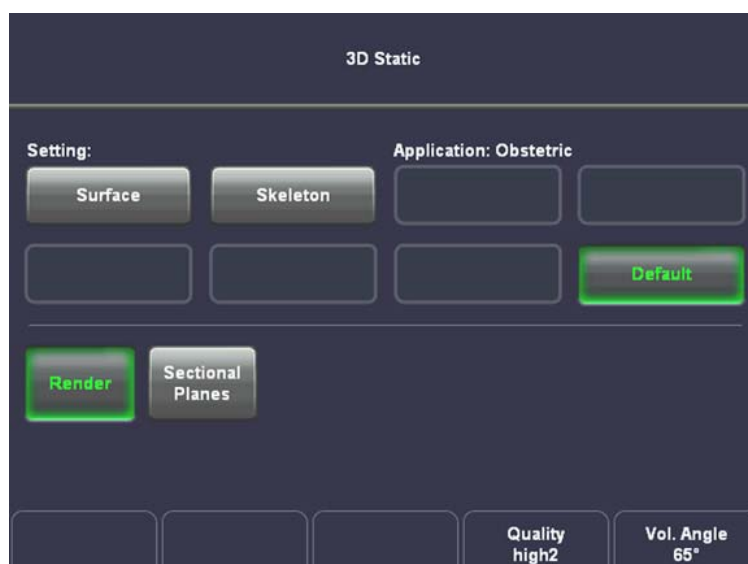 3D Static
Setting:
Application: Obstetric
Surface
Skeleton
Default
Render
Sectional
Planes
Quality
high2
Vol. Angle
65°